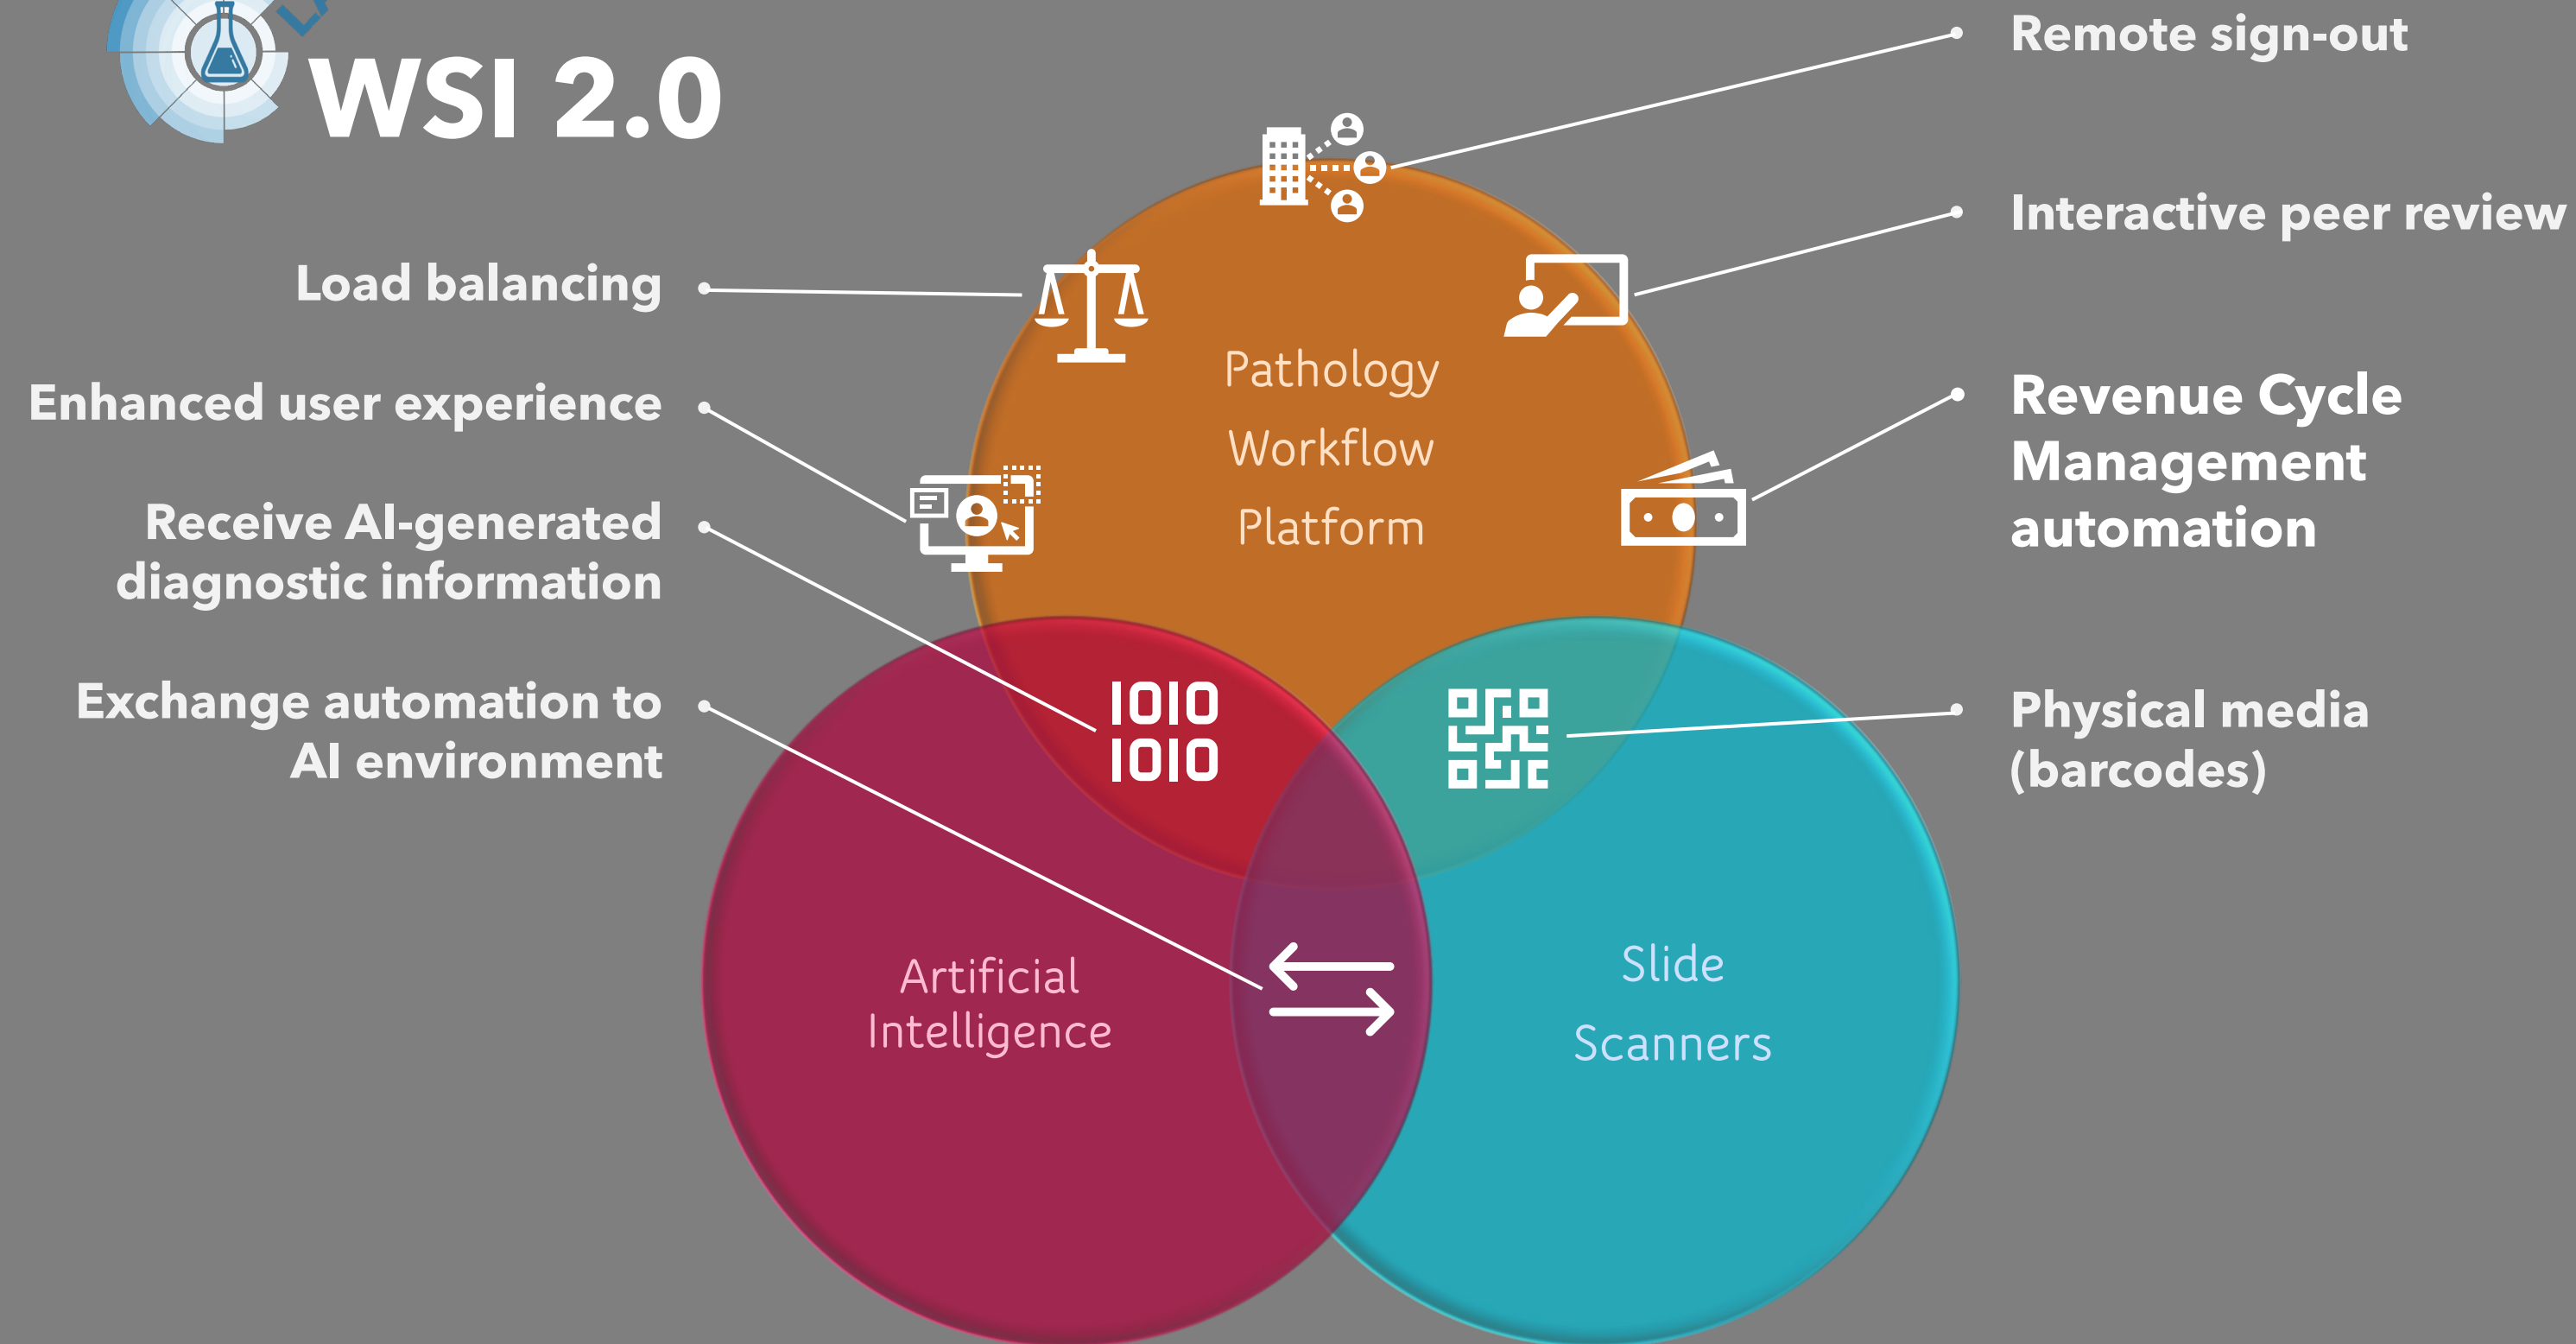 WSI 2.0
Load balancing
Enhanced user experience
Receive AI-generated
diagnostic information
Exchange automation to
AI environment
Remote sign-out
Interactive peer review
Revenue Cycle
Management
automation
Physical media
(barcodes)
Pathology
Workflow
Platform
1010
1010
Artificial
Intelligence
Slide
Scanners